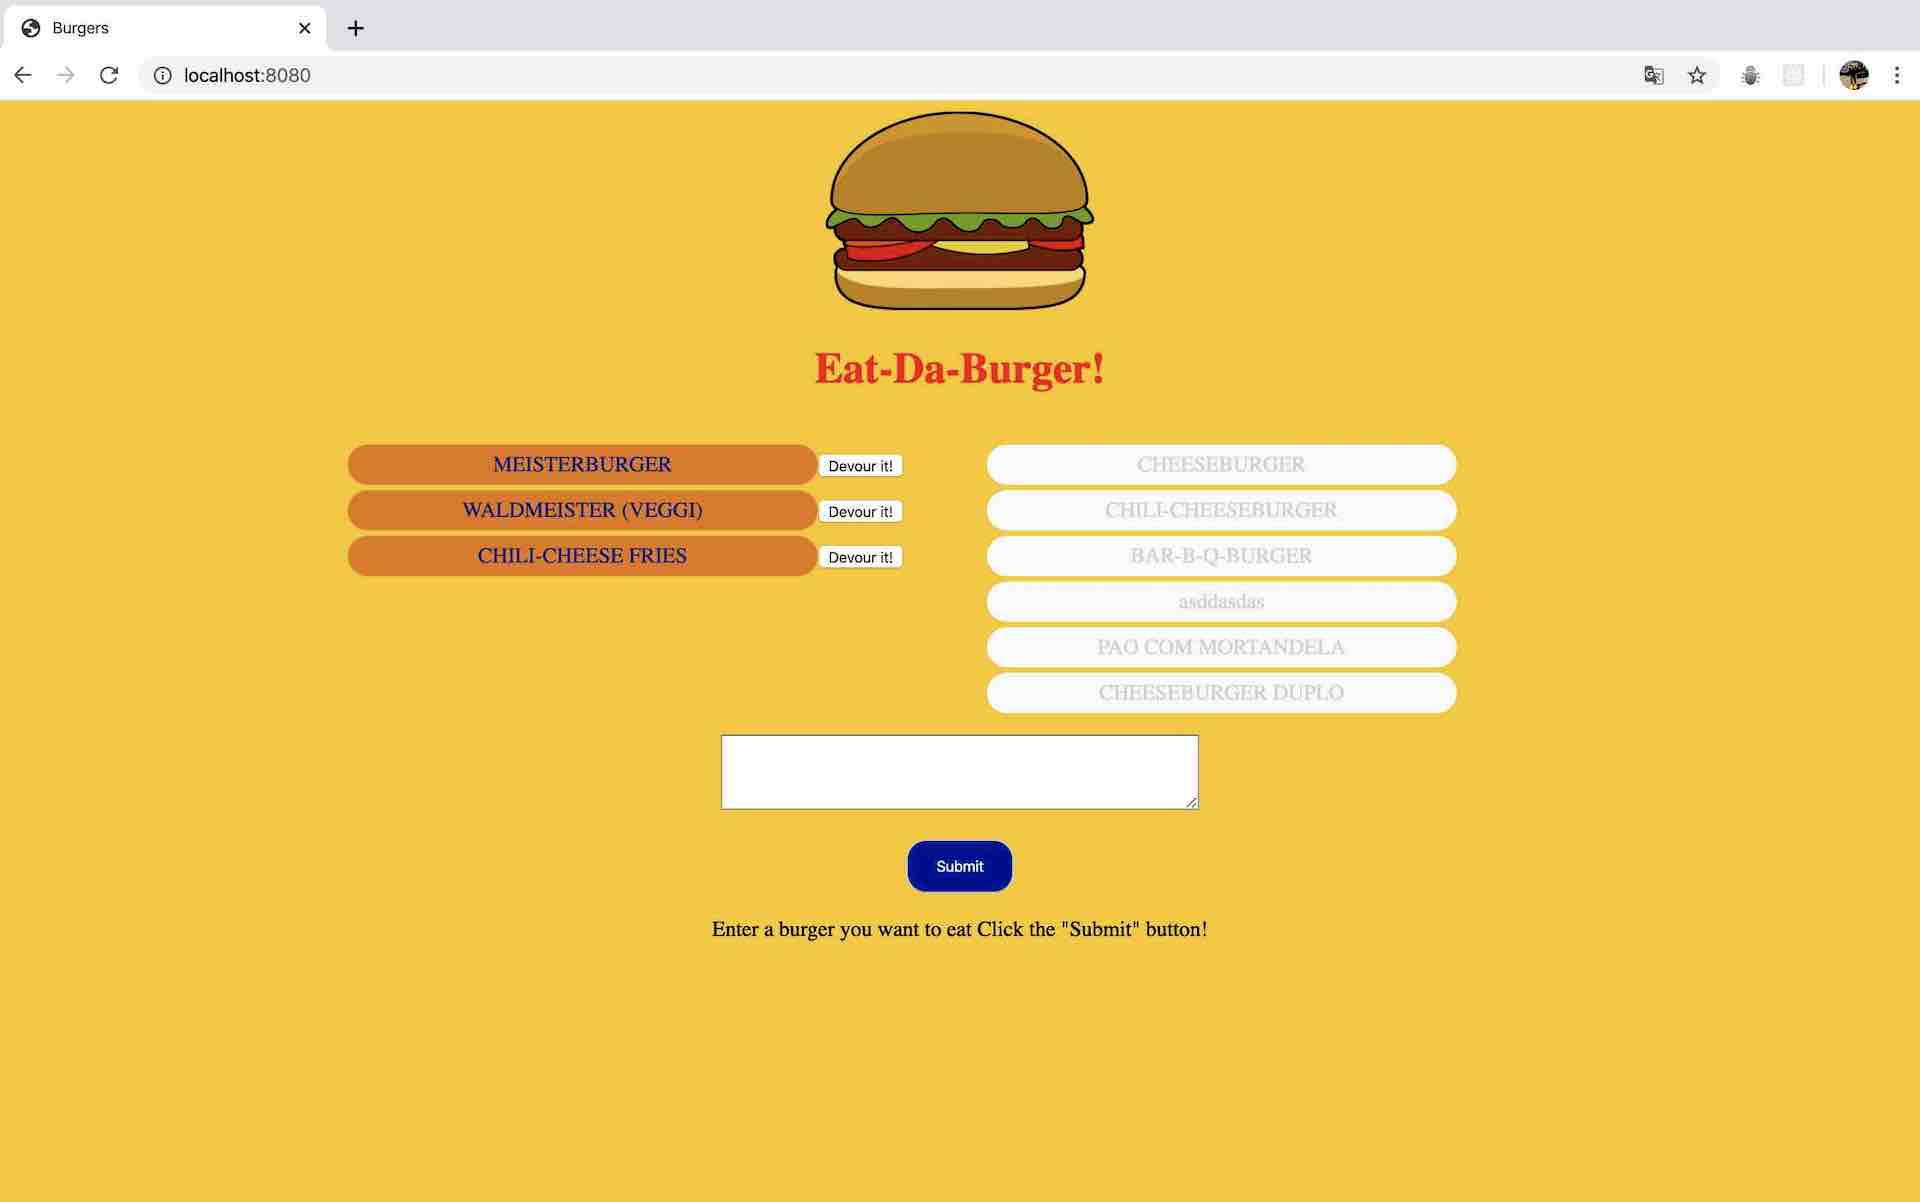 Burgers
localhost:8080
Eat-Da-Burger!
MEISTERBURGER
Devour it!
WALDMEISTER (VEGGI)
Devour it!
CHILI-CHEESE FRIES
Devour it!
CHEESEBURGER
CHILI-CHEESEBURGER
BAR-B-Q-BURGER
asddasdas
PAO COM MORTANDELA
CHEESEBURGER DUPLO
Submit
Enter a burger you want to eat Click the "Submit" button!